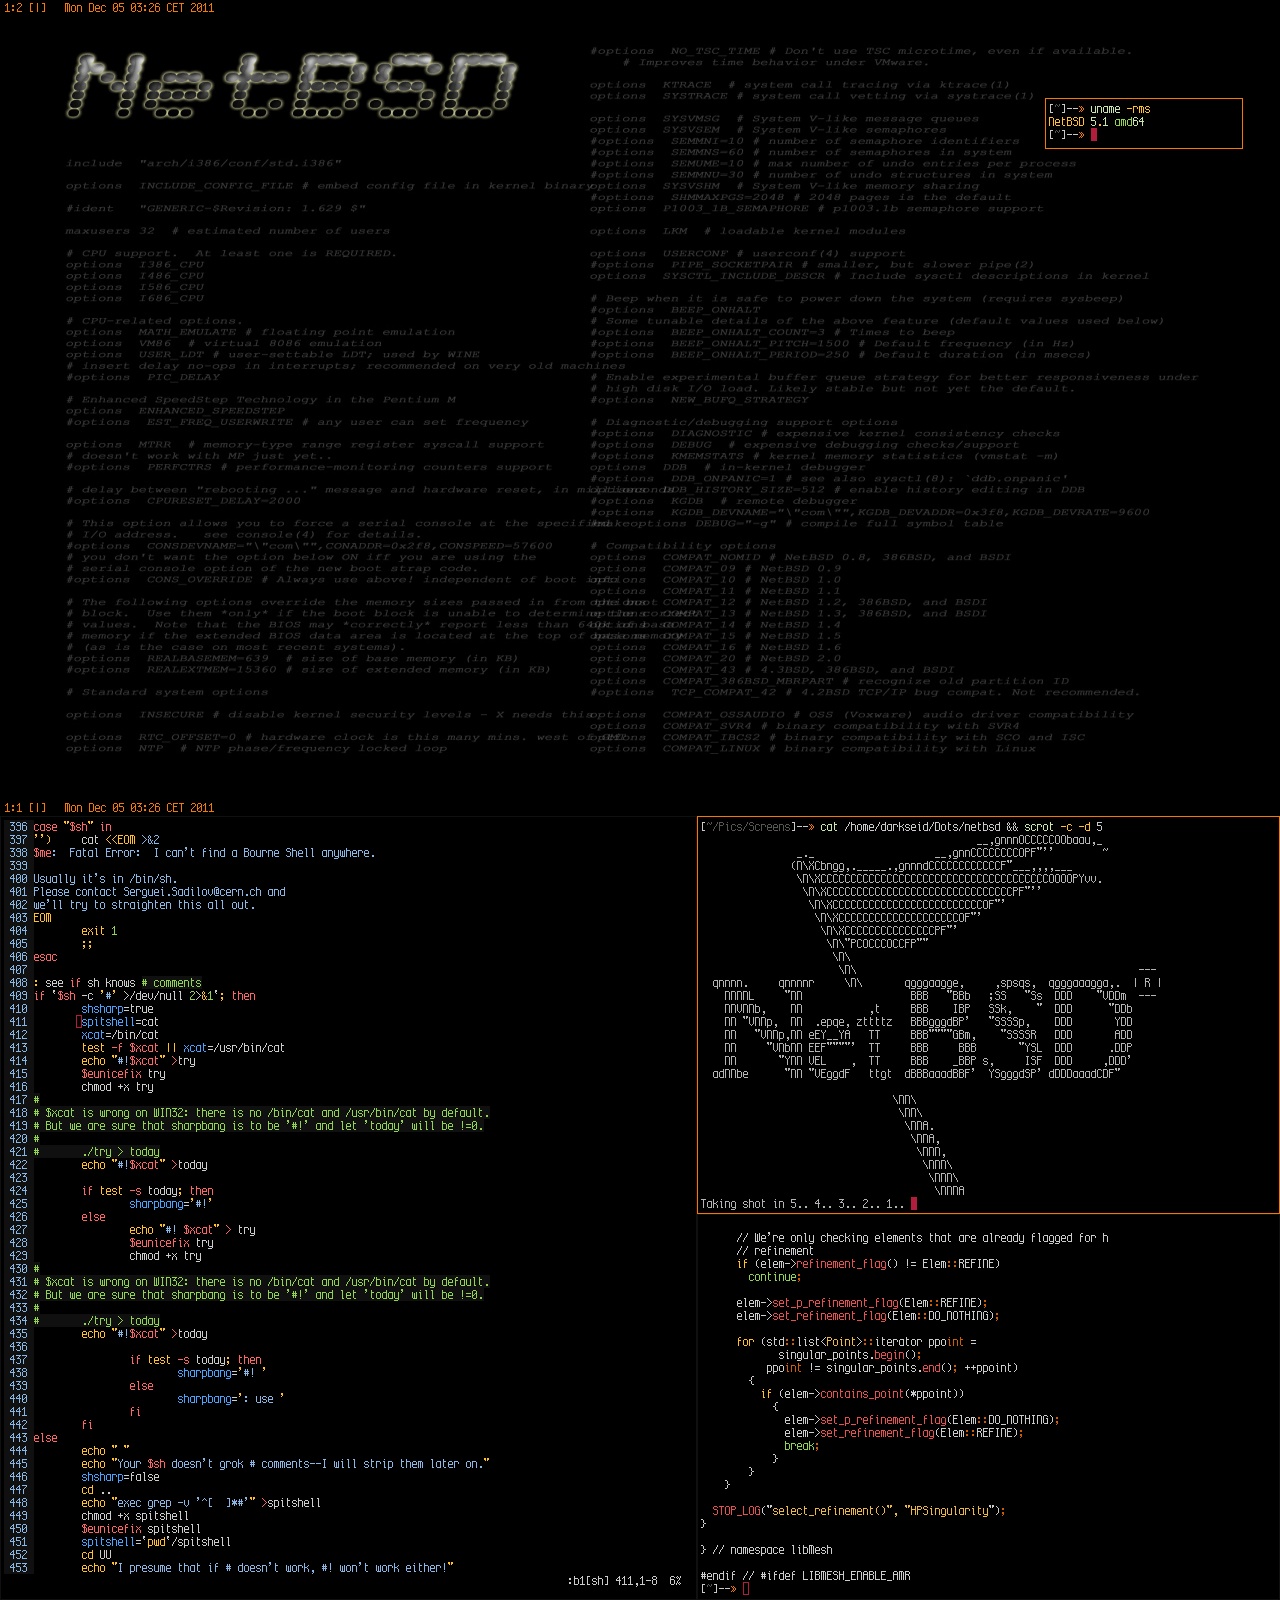 1:2 [|]   Mon Dec 05 03:26 CET 2011
NetBSD
include  "arch/i386/conf/std.i386"
options  INCLUDE_CONFIG_FILE # embed config file in kernel binary
#ident   "GENERIC-$Revision: 1.629 $"
maxusers 32  # estimated number of users
# CPU support.  At least one is REQUIRED.
options  I386_CPU
options  I486_CPU
options  I586_CPU
options  I686_CPU
# CPU-related options.
options  MATH_EMULATE # floating point emulation
options  VM86  # virtual 8086 emulation
options  USER_LDT # user-settable LDT; used by WINE
# insert delay no-ops in interrupts; recommended on very old machines
#options  PIC_DELAY
# Enhanced SpeedStep Technology in the Pentium M
options  ENHANCED_SPEEDSTEP
#options  EST_FREQ_USERWRITE # any user can set frequency
options  MTRR  # memory-type range register syscall support
# doesn't work with MP just yet..
#options  PERFCTRS # performance-monitoring counters support
# delay between "rebooting ..." message and hardware reset, in milliseconds
#options  CPURESET_DELAY=2000
# This option allows you to force a serial console at the specified
# I/O address.   see console(4) for details.
#options  CONSDEVNAME="\"com\"",CONADDR=0x2f8,CONSPEED=57600
# you don't want the option below ON iff you are using the
# serial console option of the new boot strap code.
#options  CONS_OVERRIDE # Always use above! independent of boot info
# The following options override the memory sizes passed in from the boot
# block.  Use them *only* if the boot block is unable to determine the correct
# values.  Note that the BIOS may *correctly* report less than 640k of base
# memory if the extended BIOS data area is located at the top of base memory
# (as is the case on most recent systems).
#options  REALBASEMEM=639  # size of base memory (in KB)
#options  REALEXTMEM=15360 # size of extended memory (in KB)
# Standard system options
options  INSECURE # disable kernel security levels - X needs this
options  RTC_OFFSET=0 # hardware clock is this many mins. west of GMT
options  NTP  # NTP phase/frequency locked loop
#options  NO_TSC_TIME # Don't use TSC microtime, even if available.
# Improves time behavior under VMware.
options  KTRACE  # system call tracing via ktrace(1)
options  SYSTRACE # system call vetting via systrace(1)
options  SYSVMSG  # System V-like message queues
options  SYSVSEM  # System V-like semaphores
#options  SEMMNI=10 # number of semaphore identifiers
#options  SEMMNS=60 # number of semaphores in system
#options  SEMUME=10 # max number of undo entries per process
#options  SEMMNU=30 # number of undo structures in system
options  SYSVSHM  # System V-like memory sharing
#options  SHMMAXPGS=2048 # 2048 pages is the default
options  P1003_1B_SEMAPHORE # p1003.1b semaphore support
options  LKM  # loadable kernel modules
options  USERCONF # userconf(4) support
#options  PIPE_SOCKETPAIR # smaller, but slower pipe(2)
options  SYSCTL_INCLUDE_DESCR # Include sysctl descriptions in kernel
# Beep when it is safe to power down the system (requires sysbeep)
#options  BEEP_ONHALT
# Some tunable details of the above feature (default values used below)
#options  BEEP_ONHALT_COUNT=3 # Times to beep
#options  BEEP_ONHALT_PITCH=1500 # Default frequency (in Hz)
#options  BEEP_ONHALT_PERIOD=250 # Default duration (in msecs)
# Enable experimental buffer queue strategy for better responsiveness under
# high disk I/O load. Likely stable but not yet the default.
#options  NEW_BUFQ_STRATEGY
# Diagnostic/debugging support options
#options  DIAGNOSTIC # expensive kernel consistency checks
#options  DEBUG  # expensive debugging checks/support
#options  KMEMSTATS # kernel memory statistics (vmstat -m)
options  DDB  # in-kernel debugger
#options  DDB_ONPANIC=1 # see also sysctl(8): `ddb.onpanic'
options  DDB_HISTORY_SIZE=512 # enable history editing in DDB
#options  KGDB  # remote debugger
#options  KGDB_DEVNAME="\"com\"",KGDB_DEVADDR=0x3f8,KGDB_DEVRATE=9600
#makeoptions DEBUG="-g" # compile full symbol table
# Compatibility options
options  COMPAT_NOMID # NetBSD 0.8, 386BSD, and BSDI
options  COMPAT_09 # NetBSD 0.9
options  COMPAT_10 # NetBSD 1.0
options  COMPAT_11 # NetBSD 1.1
options  COMPAT_12 # NetBSD 1.2, 386BSD, and BSDI
options  COMPAT_13 # NetBSD 1.3, 386BSD, and BSDI
options  COMPAT_14 # NetBSD 1.4
options  COMPAT_15 # NetBSD 1.5
options  COMPAT_16 # NetBSD 1.6
options  COMPAT_20 # NetBSD 2.0
options  COMPAT_43 # 4.3BSD, 386BSD, and BSDI
options  COMPAT_386BSD_MBRPART # recognize old partition ID
#options  TCP_COMPAT_42 # 4.2BSD TCP/IP bug compat. Not recommended.
options  COMPAT_OSSAUDIO # OSS (Voxware) audio driver compatibility
options  COMPAT_SVR4 # binary compatibility with SVR4
options  COMPAT_IBCS2 # binary compatibility with SCO and ISC
options  COMPAT_LINUX # binary compatibility with Linux
[~]--» uname -rms
NetBSD 5.1 amd64
[~]--»
1:1 [|]   Mon Dec 05 03:26 CET 2011
396 case "$sh" in
397 '')     cat <<EOM >&2
398 $me:  Fatal Error:  I can't find a Bourne Shell anywhere.
399
400 Usually it's in /bin/sh.
401 Please contact Serguei.Sadilov@cern.ch and
402 we'll try to straighten this all out.
403 EOM
404         exit 1
405         ;;
406 esac
407
408 : see if sh knows # comments
409 if `$sh -c '#' >/dev/null 2>&1`; then
410         shsharp=true
411         spitshell=cat
412         xcat=/bin/cat
413         test -f $xcat || xcat=/usr/bin/cat
414         echo "#!$xcat" >try
415         $eunicefix try
416         chmod +x try
417 #
418 # $xcat is wrong on WIN32: there is no /bin/cat and /usr/bin/cat by default.
419 # But we are sure that sharpbang is to be '#!' and let 'today' will be !=0.
420 #
421 #       ./try > today
422         echo "#!$xcat" >today
423
424         if test -s today; then
425                 sharpbang='#!'
426         else
427                 echo "#! $xcat" > try
428                 $eunicefix try
429                 chmod +x try
430 #
431 # $xcat is wrong on WIN32: there is no /bin/cat and /usr/bin/cat by default.
432 # But we are sure that sharpbang is to be '#!' and let 'today' will be !=0.
433 #
434 #       ./try > today
435         echo "#!$xcat" >today
436
437                 if test -s today; then
438                         sharpbang='#! '
439                 else
440                         sharpbang=': use '
441                 fi
442         fi
443 else
444         echo " "
445         echo "Your $sh doesn't grok # comments--I will strip them later on."
446         shsharp=false
447         cd ..
448         echo "exec grep -v '^[  ]*#'" >spitshell
449         chmod +x spitshell
450         $eunicefix spitshell
451         spitshell=`pwd`/spitshell
452         cd UU
453         echo "I presume that if # doesn't work, #! won't work either!"
:b1[sh] 411,1-8  6%
[~/Pics/Screens]--» cat /home/darkseid/Dots/netbsd && scrot -c -d 5
NetBSD
Taking shot in 5.. 4.. 3.. 2.. 1..
// We're only checking elements that are already flagged for h
// refinement
if (elem->refinement_flag() != Elem::REFINE)
continue;
elem->set_p_refinement_flag(Elem::REFINE);
elem->set_refinement_flag(Elem::DO_NOTHING);
for (std::list<Point>::iterator ppoint =
singular_points.begin();
ppoint != singular_points.end(); ++ppoint)
{
if (elem->contains_point(*ppoint))
{
elem->set_p_refinement_flag(Elem::DO_NOTHING);
elem->set_refinement_flag(Elem::REFINE);
break;
}
}
}
STOP_LOG("select_refinement()", "HPSingularity");
}
} // namespace libMesh
#endif // #ifdef LIBMESH_ENABLE_AMR
[~]--»